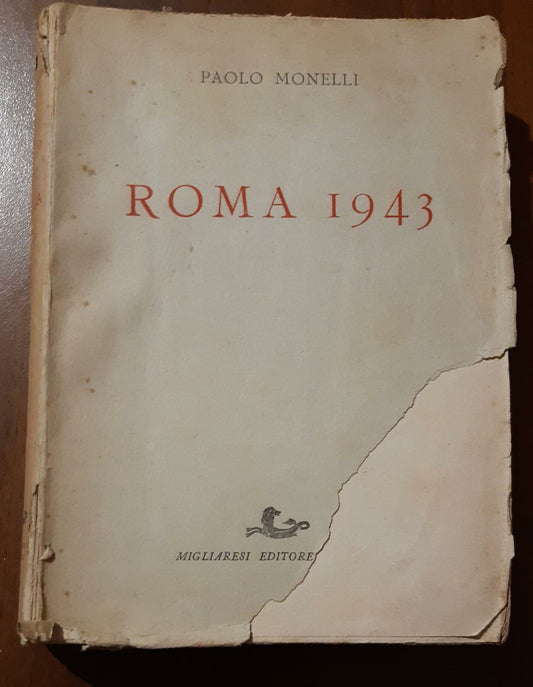 PAOLO MONELLI
ROMA 1943
MIGLIARESI EDITORE